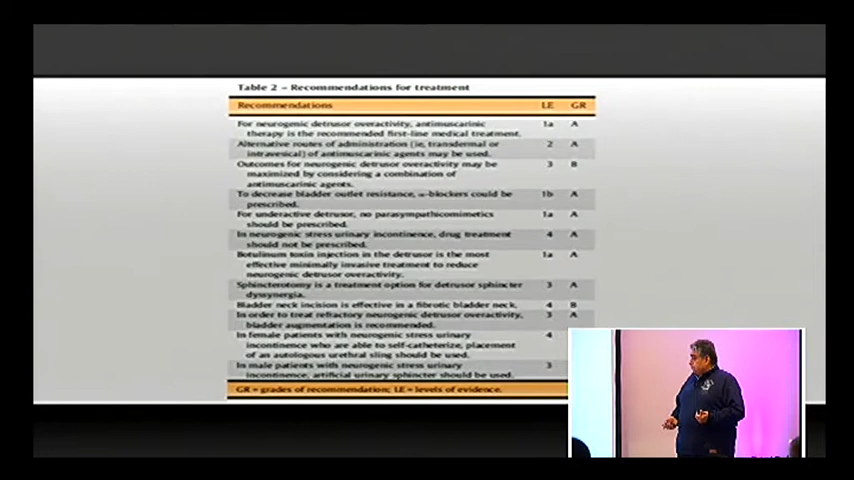 Table 2 – Recommendations for treatment
Recommendations LE GR
For neurogenic detrusor overactivity, antimuscarinic 1a A
therapy is the recommended first-line medical treatment.
Alternative routes of administration (ie, transdermal or 2 A
intravesical) of antimuscarinic agents may be used.
Outcomes for neurogenic detrusor overactivity may be 3 B
maximized by considering a combination of
antimuscarinic agents.
To decrease bladder outlet resistance, α-blockers could be 1b A
prescribed.
For underactive detrusor, no parasympathicomimetics 1a A
should be prescribed.
In neurogenic stress urinary incontinence, drug treatment 4 A
should not be prescribed.
Botulinum toxin injection in the detrusor is the most 1a A
effective minimally invasive treatment to reduce
neurogenic detrusor overactivity.
Sphincterotomy is a treatment option for detrusor sphincter 3 A
dyssynergia.
Bladder neck incision is effective in a fibrotic bladder neck. 4 B
In order to treat refractory neurogenic detrusor overactivity, 3 A
bladder augmentation is recommended.
In female patients with neurogenic stress urinary 4
incontinence who are able to self-catheterize, placement
of an autologous urethral sling should be used.
In male patients with neurogenic stress urinary 3
incontinence, artificial urinary sphincter should be used.
GR = grades of recommendation; LE = levels of evidence.